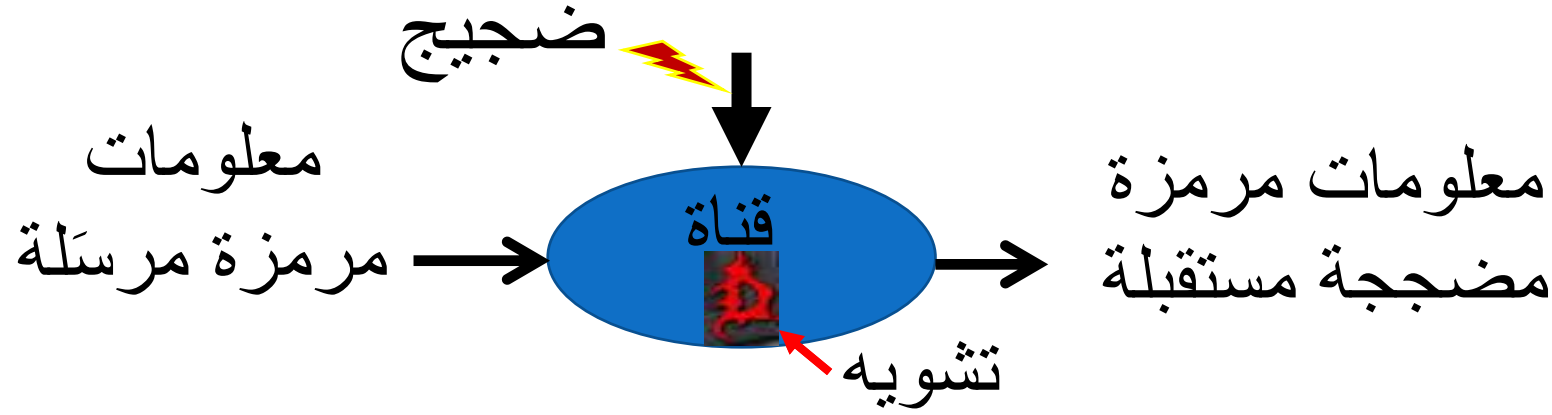 ضجيج
معلومات
مرمزة مرسَلة
قناة
D
تشويه
معلومات مرمزة
مضججة مستقبلة